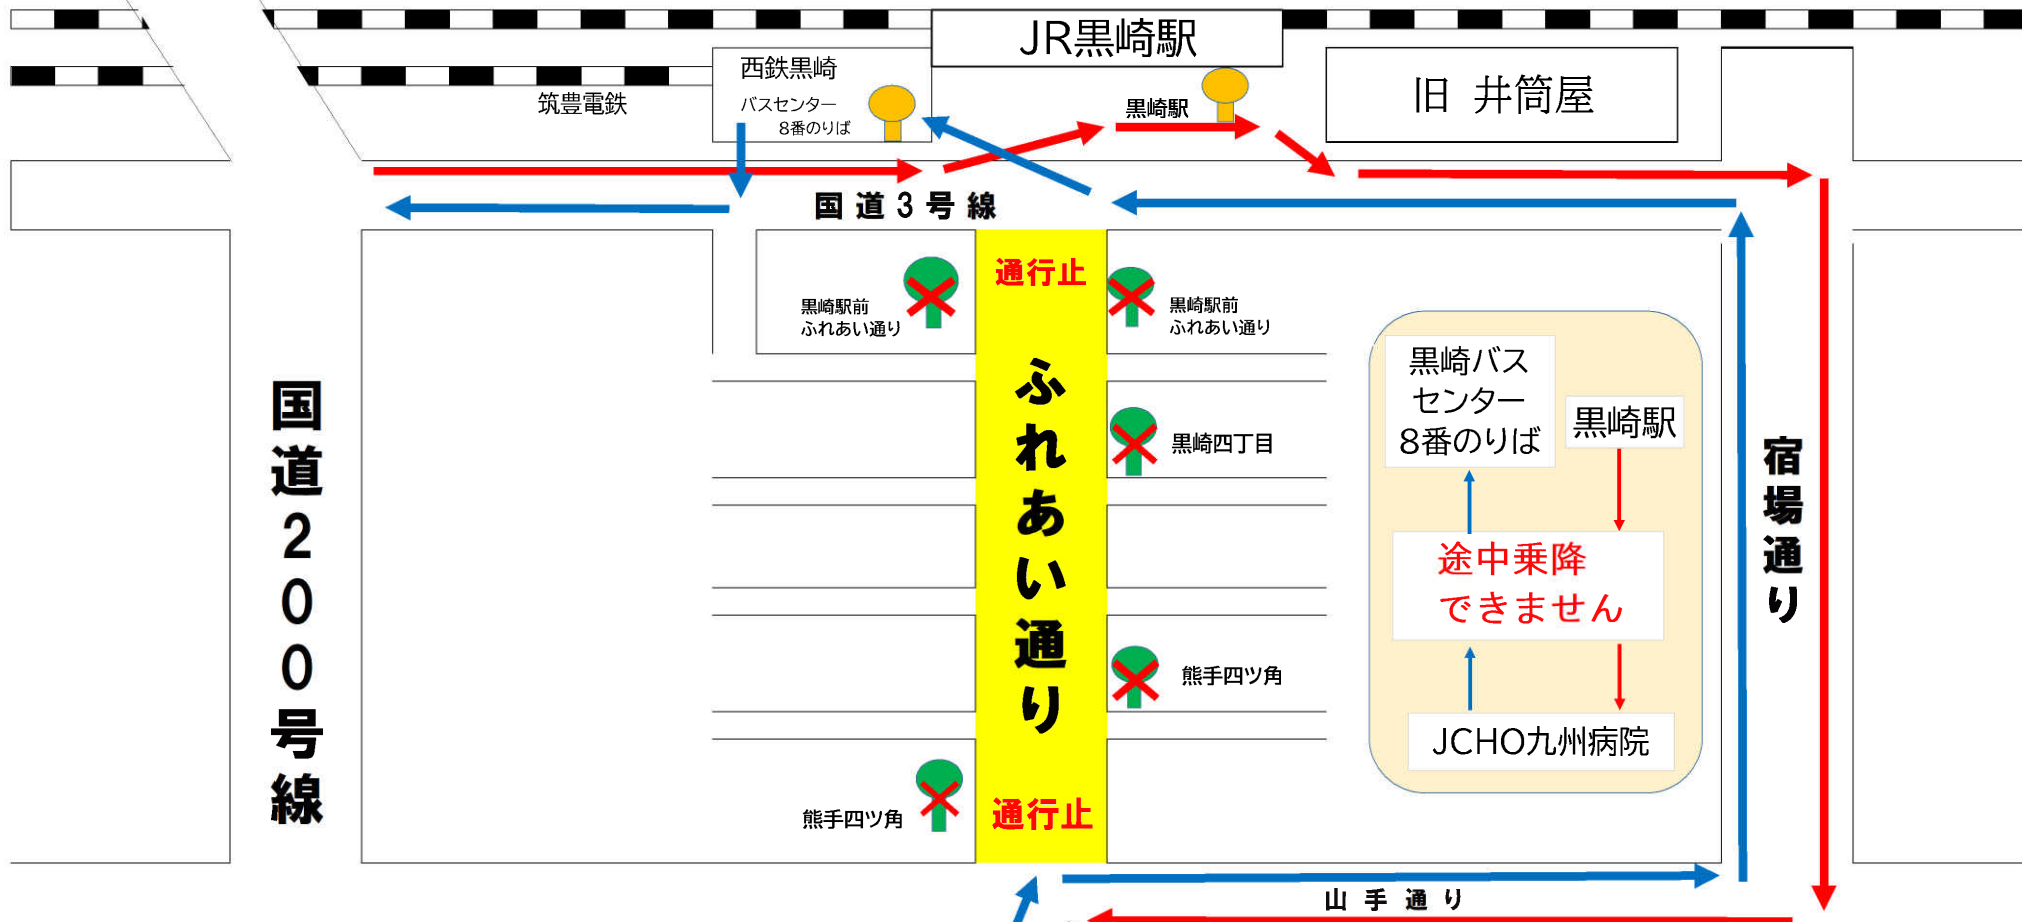 JR黒崎駅
西鉄黒崎
バスセンター
8番のりば
筑豊電鉄
黒崎駅
旧 井筒屋
国道3号線
通行止
黒崎駅前
ふれあい通り
黒崎駅前
ふれあい通り
黒崎四丁目
熊手四ツ角
熊手四ツ角
ふれあい通り
通行止
国道200号線
黒崎バス
センター
8番のりば
黒崎駅
途中乗降
できません
JCHO九州病院
宿場通り
山手通り